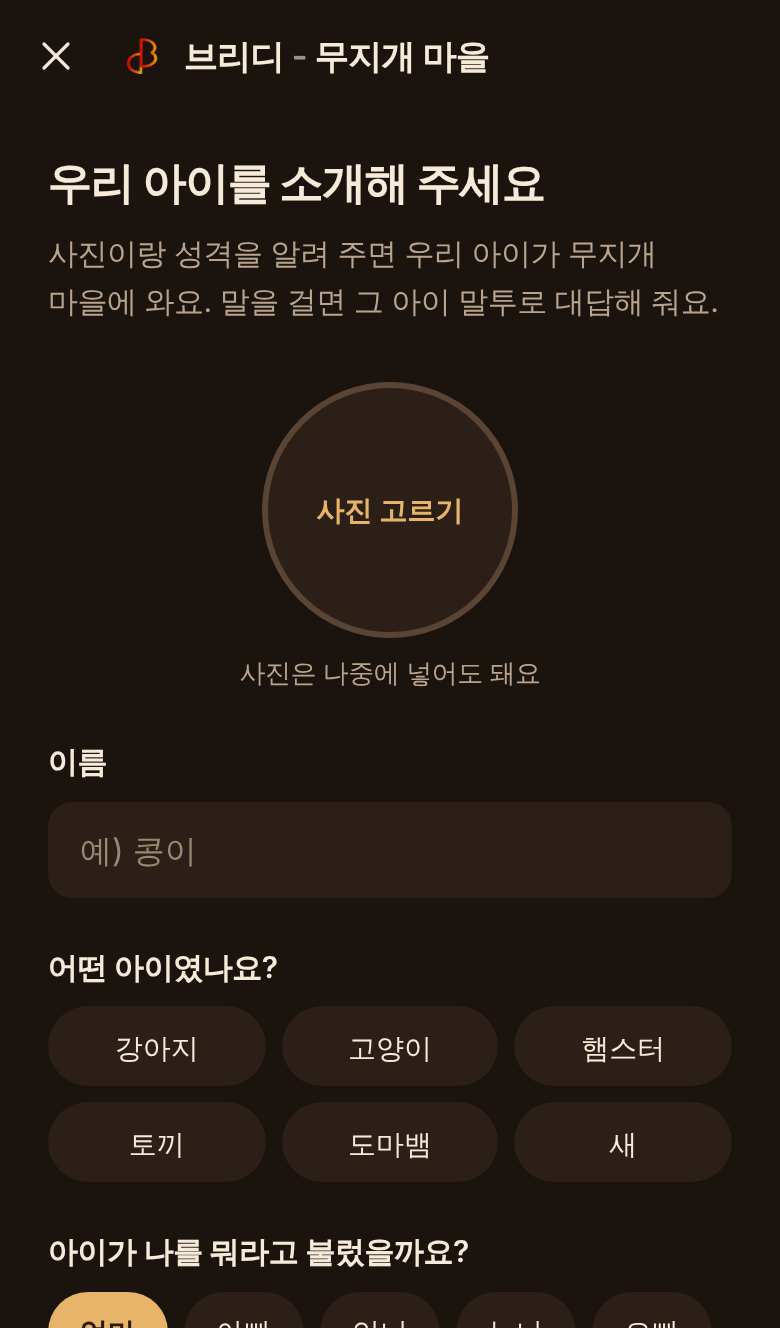 브리디 - 무지개 마을
우리 아이를 소개해 주세요
사진이랑 성격을 알려 주면 우리 아이가 무지개
마을에 와요. 말을 걸면 그 아이 말투로 대답해 줘요.
사진 고르기
사진은 나중에 넣어도 돼요
이름
예) 콩이
어떤 아이였나요?
강아지 고양이 햄스터
토끼 도마뱀 새
아이가 나를 뭐라고 불렀을까요?